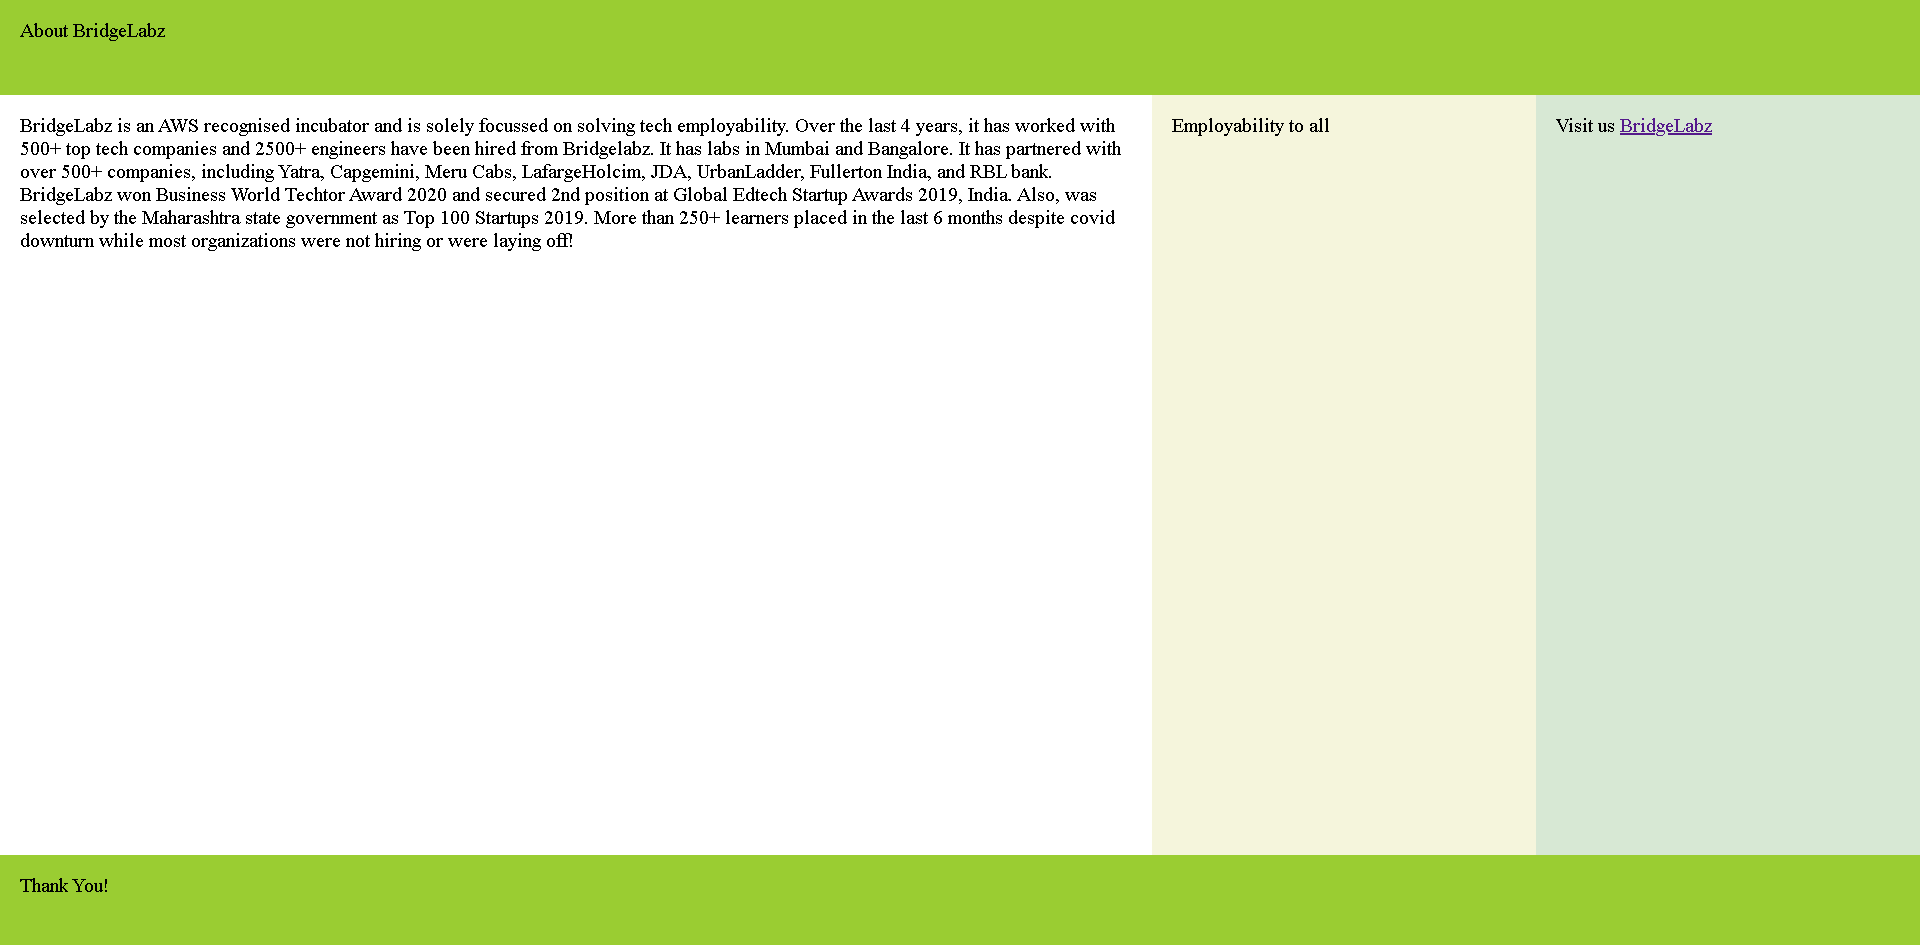 About BridgeLabz
BridgeLabz is an AWS recognised incubator and is solely focussed on solving tech employability. Over the last 4 years, it has worked with
500+ top tech companies and 2500+ engineers have been hired from Bridgelabz. It has labs in Mumbai and Bangalore. It has partnered with
over 500+ companies, including Yatra, Capgemini, Meru Cabs, LafargeHolcim, JDA, UrbanLadder, Fullerton India, and RBL bank.
BridgeLabz won Business World Techtor Award 2020 and secured 2nd position at Global Edtech Startup Awards 2019, India. Also, was
selected by the Maharashtra state government as Top 100 Startups 2019. More than 250+ learners placed in the last 6 months despite covid
downturn while most organizations were not hiring or were laying off!
Employability to all
Visit us BridgeLabz
Thank You!